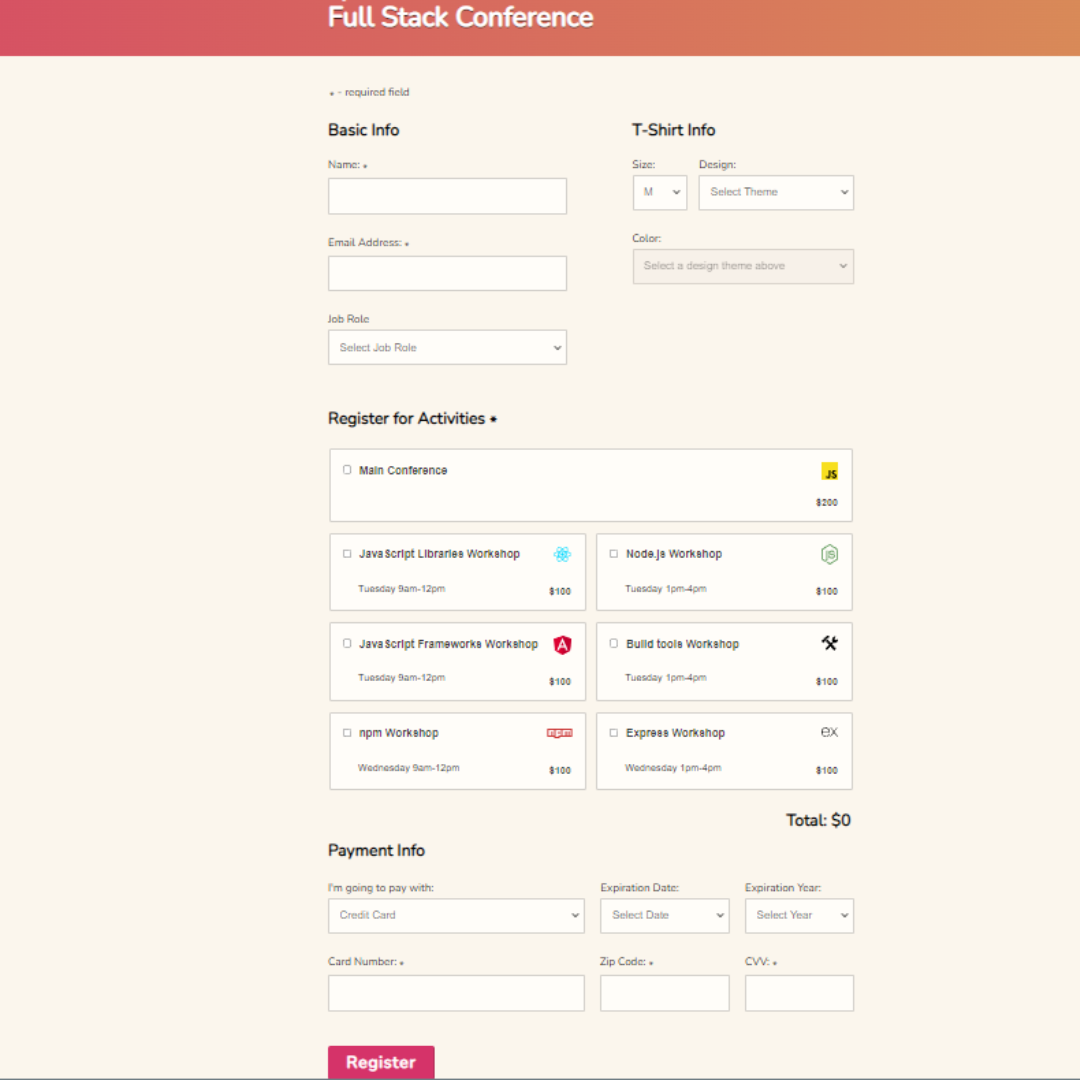 Full Stack Conference
* - required field
Basic Info
Name: *
Email Address: *
Job Role
Select Job Role
T-Shirt Info
Size:
Design:
M
Select Theme
Color:
Select a design theme above
Register for Activities *
Main Conference
JS
$200
JavaScript Libraries Workshop
Tuesday 9am-12pm
$100
Node.js Workshop
JS
Tuesday 1pm-4pm
$100
JavaScript Frameworks Workshop
A
Tuesday 9am-12pm
$100
Build tools Workshop
Tuesday 1pm-4pm
$100
npm Workshop
npm
Wednesday 9am-12pm
$100
Express Workshop
ex
Wednesday 1pm-4pm
$100
Total: $0
Payment Info
I'm going to pay with:
Expiration Date:
Expiration Year:
Credit Card
Select Date
Select Year
Card Number: *
Zip Code: *
CVV: *
Register